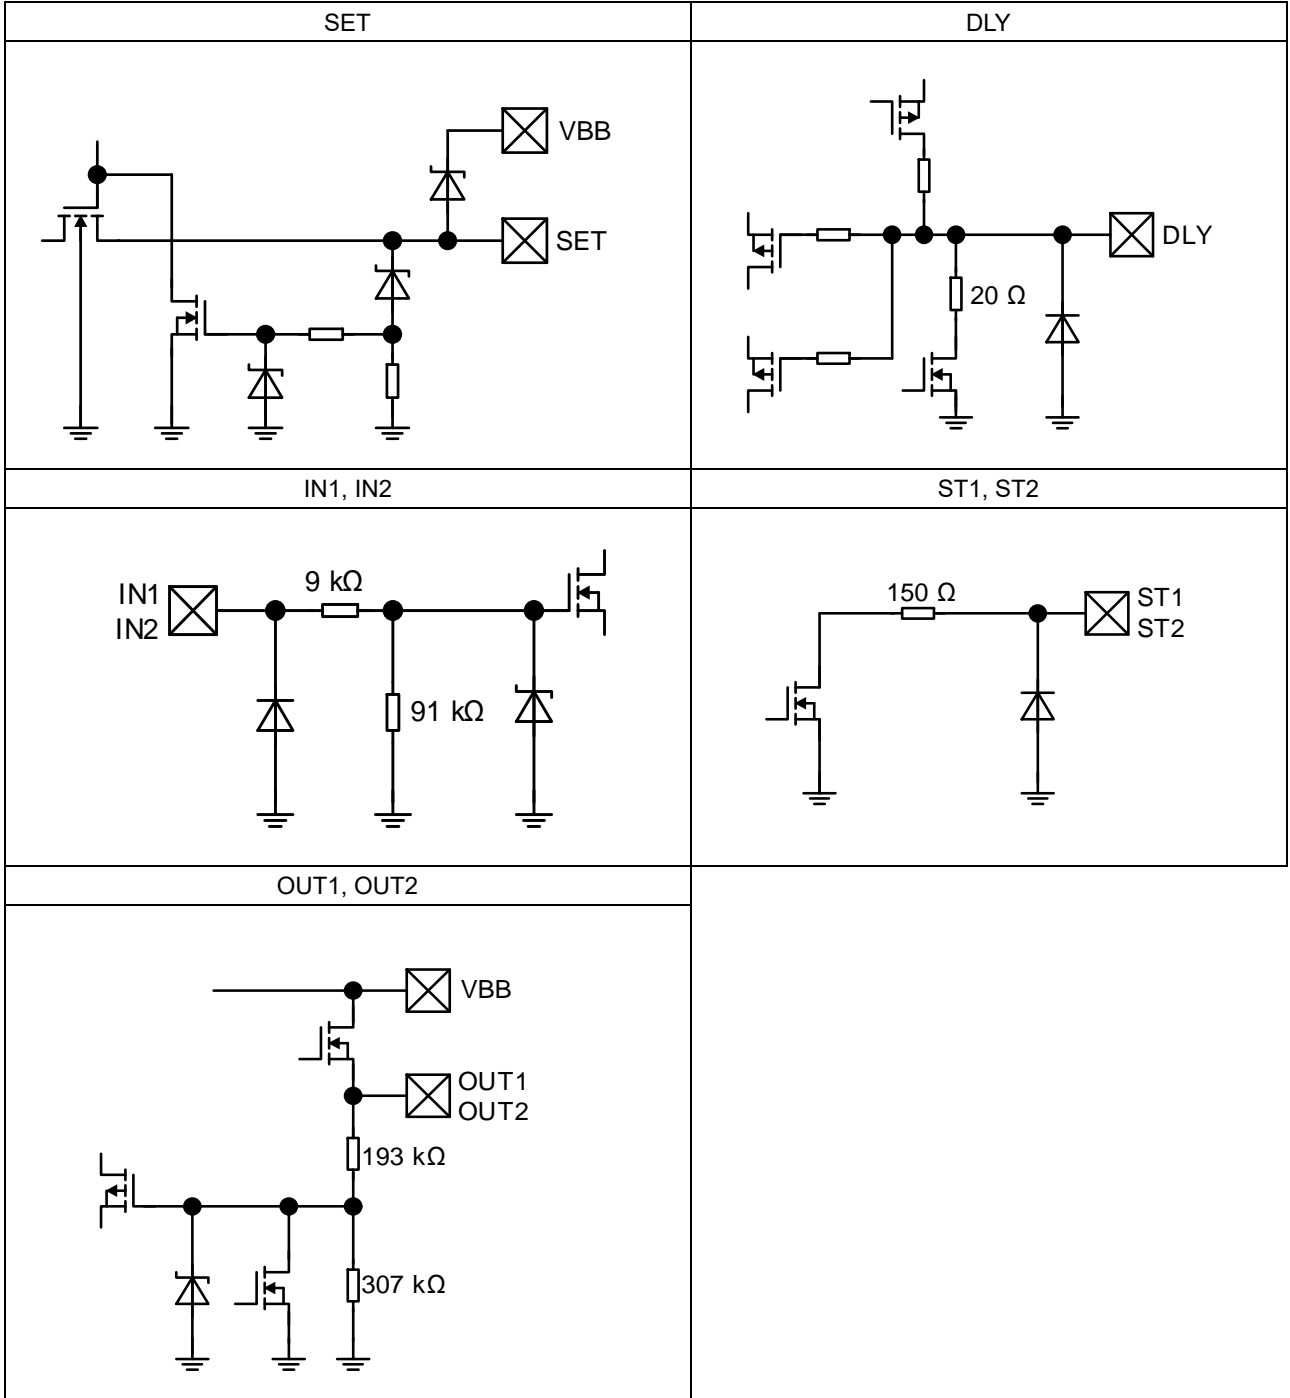 SET
DLY
VBB
SET
DLY
20 Ω
IN1, IN2
ST1, ST2
IN1
IN2
9 kΩ
91 kΩ
150 Ω
ST1
ST2
OUT1, OUT2
VBB
OUT1
OUT2
193 kΩ
307 kΩ